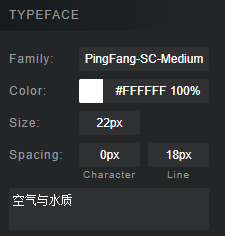 TYPEFACE
Family: PingFang-SC-Medium
Color: #FFFFFF 100%
Size: 22px
Spacing: 0px 18px
Character Line
空气与水质